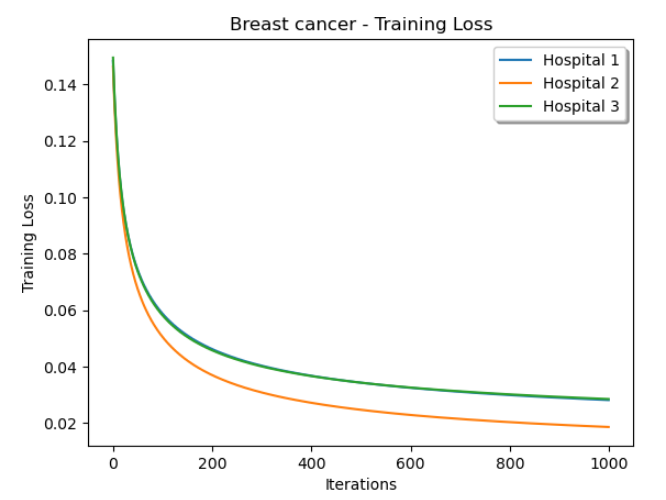 Breast cancer - Training Loss
Hospital 1
Hospital 2
Hospital 3
Training Loss
0.14
0.12
0.10
0.08
0.06
0.04
0.02
0 200 400 600 800 1000
Iterations